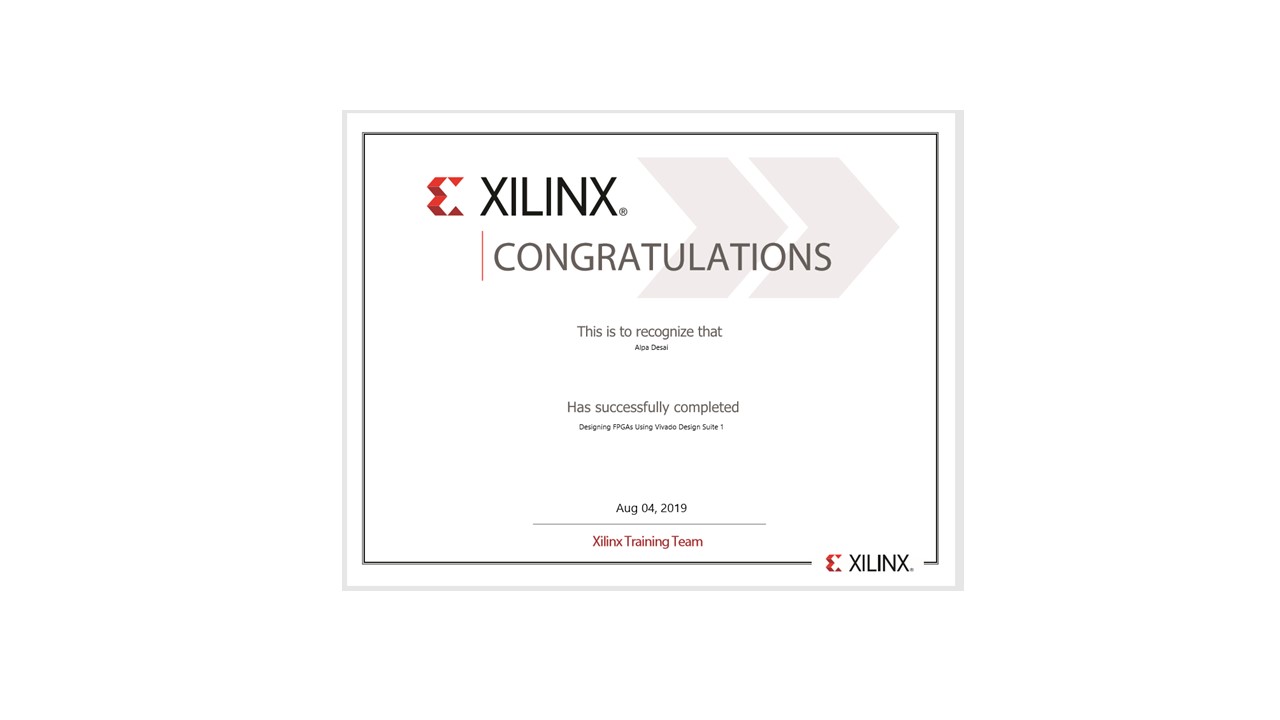 XILINX®
CONGRATULATIONS
This is to recognize that
Alpa Desai
Has successfully completed
Designing FPGAs Using Vivado Design Suite 1
Aug 04, 2019
Xilinx Training Team
XILINX®